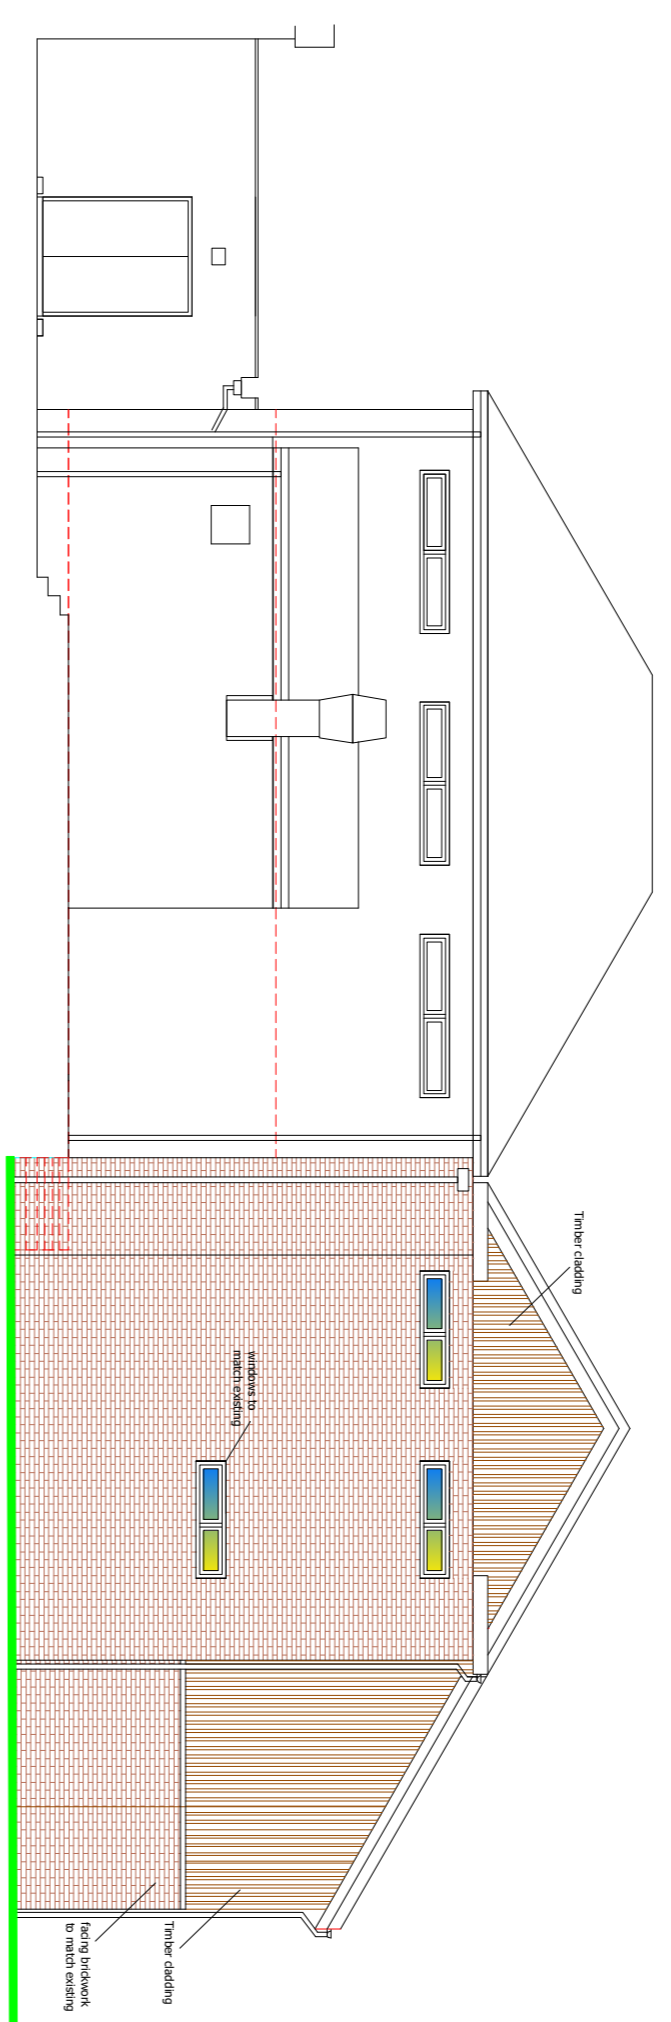 Timber cladding
windows to
match existing
Timber cladding
facing brickwork
to match existing